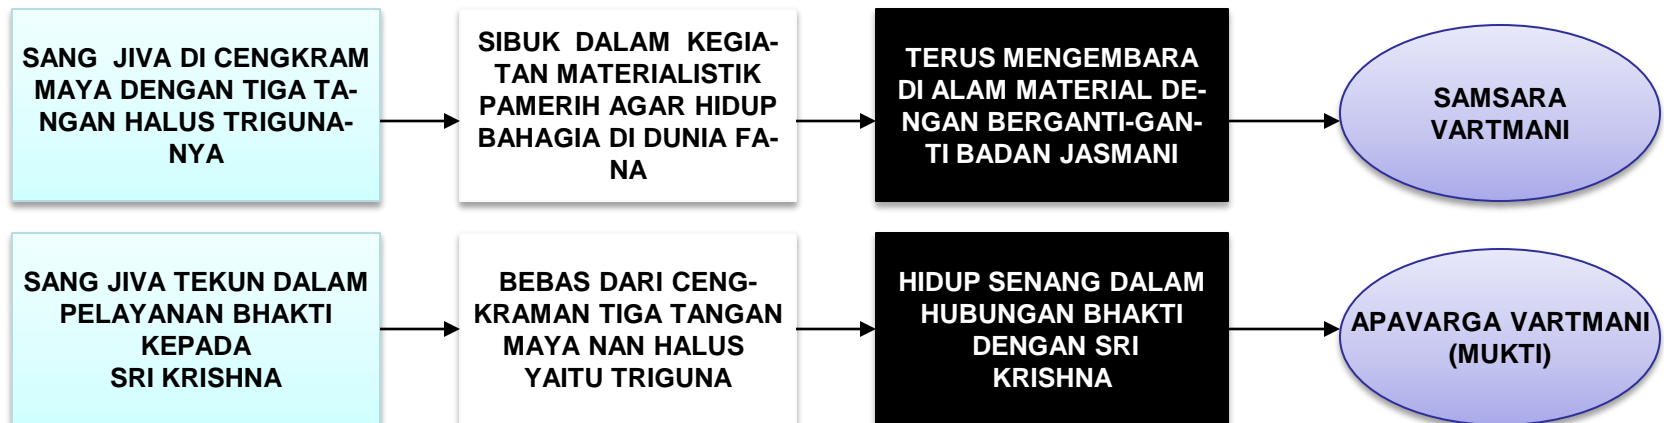 SANG JIVA DI CENGKRAM
MAYA DENGAN TIGA TA-
NGAN HALUS TRIGUNA-
NYA
SIBUK DALAM KEGIA-
TAN MATERIALISTIK
PAMERIH AGAR HIDUP
BAHAGIA DI DUNIA FA-
NA
TERUS MENGEMBARA
DI ALAM MATERIAL DE-
NGAN BERGANTI-GAN-
TI BADAN JASMANI
SAMSARA
VARTMANI
SANG JIVA TEKUN DALAM
PELAYANAN BHAKTI
KEPADA
SRI KRISHNA
BEBAS DARI CENG-
KRAMAN TIGA TANGAN
MAYA NAN HALUS
YAITU TRIGUNA
HIDUP SENANG DALAM
HUBUNGAN BHAKTI
DENGAN SRI
KRISHNA
APAVARGA VARTMANI
(MUKTI)